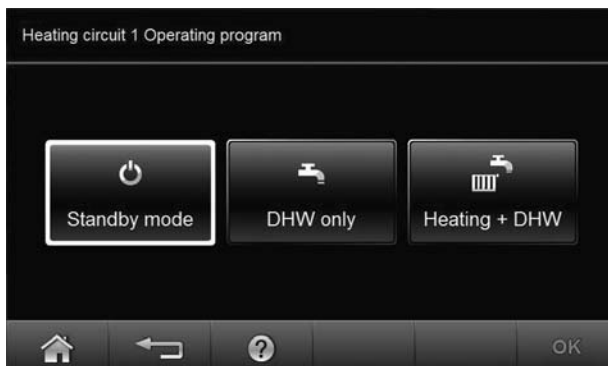 Heating circuit 1 Operating program
Standby mode
DHW only
Heating + DHW
?
OK